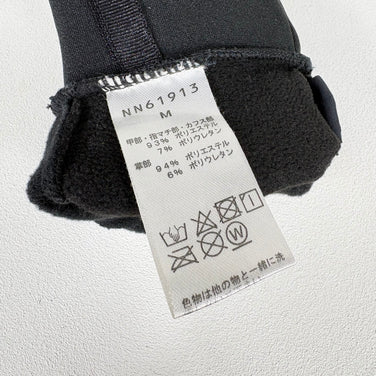 NN61913
M
甲部・指マチ部・カフス部
93% ポリエステル
7% ポリウレタン
掌部 94% ポリエステル
6% ポリウレタン
W
色物は他の物と一緒に洗